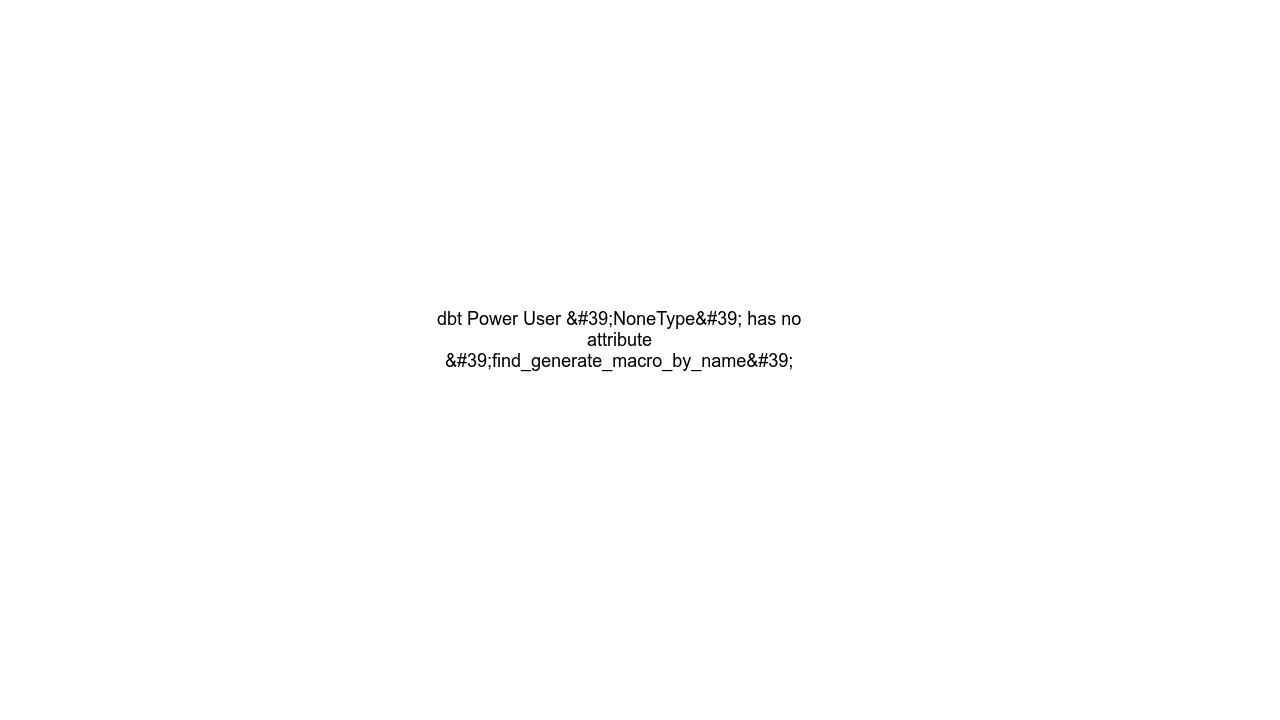 dbt Power User &#39;NoneType&#39; has no
attribute
&#39;find_generate_macro_by_name&#39;